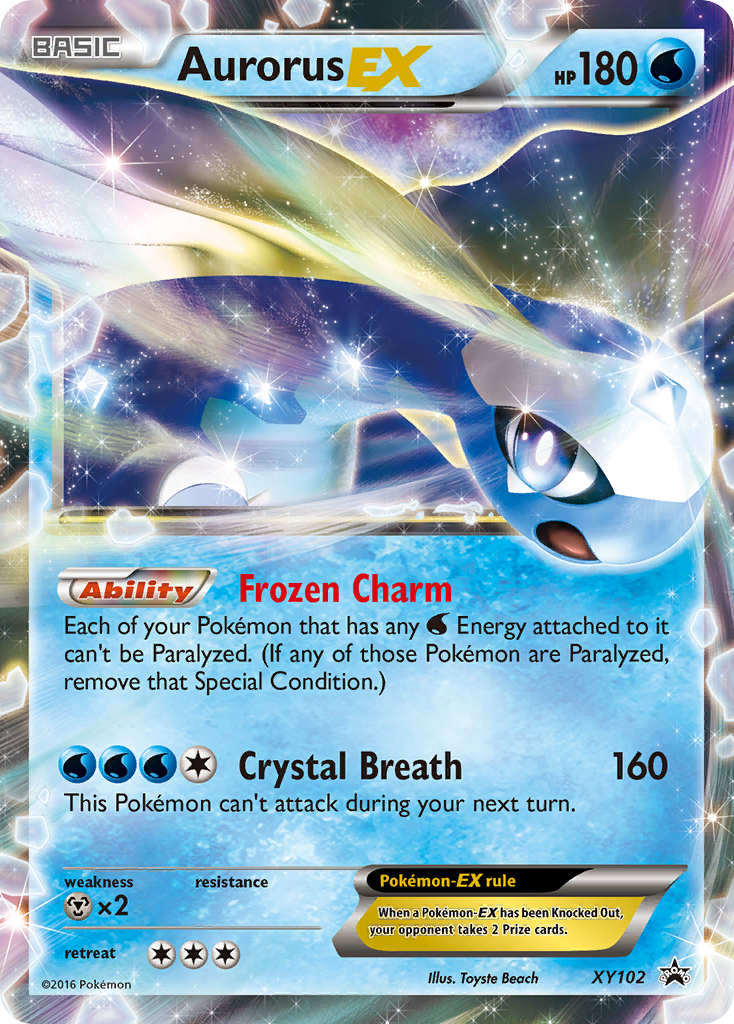 BASIC
Aurorus EX
HP 180
Ability Frozen Charm
Each of your Pokémon that has any Energy attached to it
can't be Paralyzed. (If any of those Pokémon are Paralyzed,
remove that Special Condition.)
Crystal Breath 160
This Pokémon can't attack during your next turn.
weakness resistance
×2
retreat
Pokémon-EX rule
When a Pokémon-EX has been Knocked Out,
your opponent takes 2 Prize cards.
©2016 Pokémon
Illus. Toyste Beach
XY102
PROMO